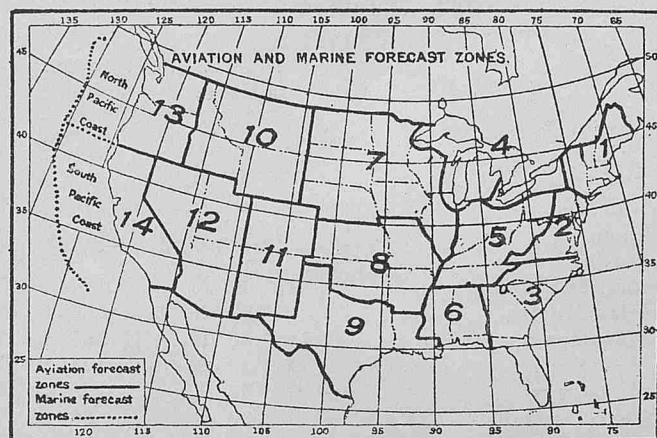 135 130 125 120 115 110 105 100 95 90 85 80 75 70 65
AVIATION AND MARINE FORECAST ZONES.
45
40
35
30
25
50
45
40
35
30
25
North
Pacific
Coast
South
Pacific
Coast
13
10
7
4
1
14
12
11
8
5
2
9
6
3
Aviation forecast
zones
Marine forecast
zones
120 115 110 105 100 95 90 85 80 75